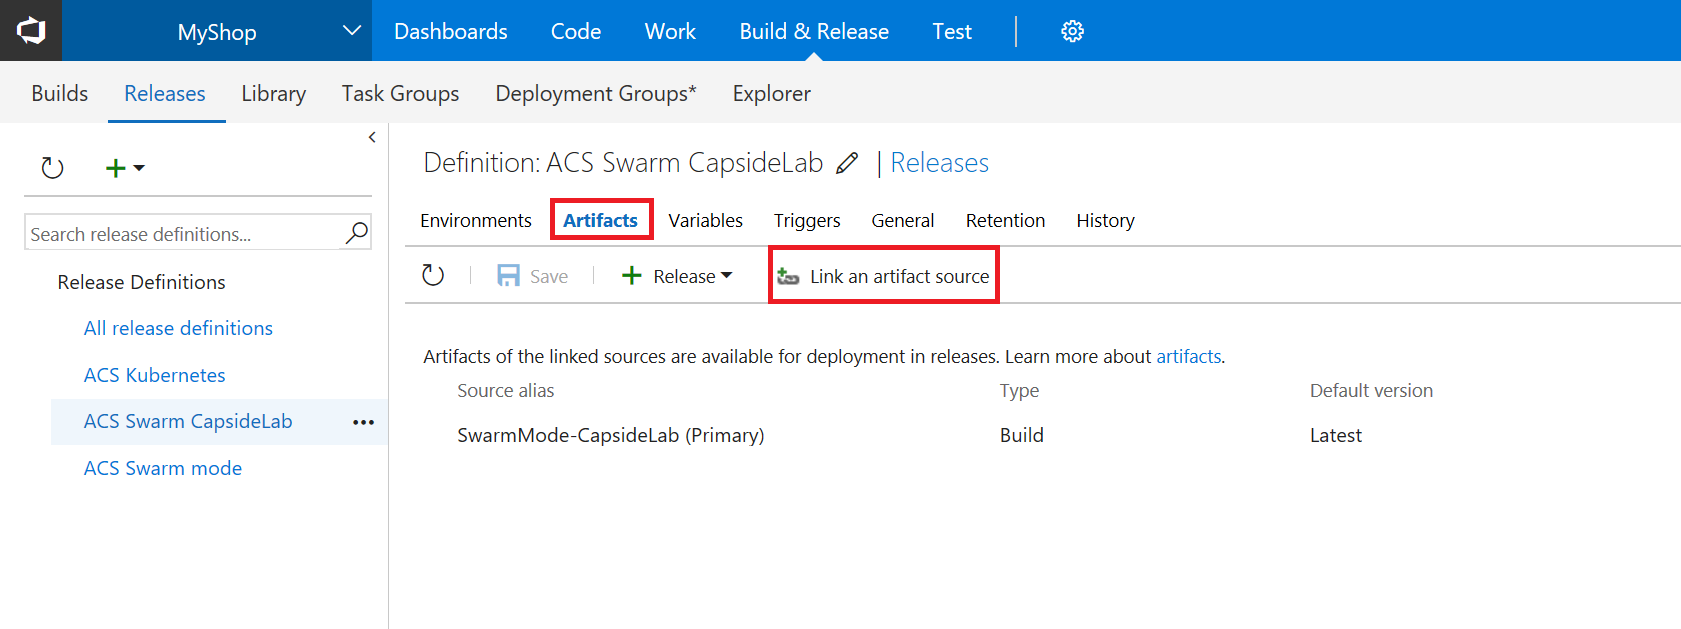 MyShop Dashboards Code Work Build & Release Test
Builds Releases Library Task Groups Deployment Groups* Explorer
Search release definitions...
Release Definitions
All release definitions
ACS Kubernetes
ACS Swarm CapsideLab
ACS Swarm mode
Definition: ACS Swarm CapsideLab | Releases
Environments Artifacts Variables Triggers General Retention History
Save Release Link an artifact source
Artifacts of the linked sources are available for deployment in releases. Learn more about artifacts.
Source alias Type Default version
SwarmMode-CapsideLab (Primary) Build Latest